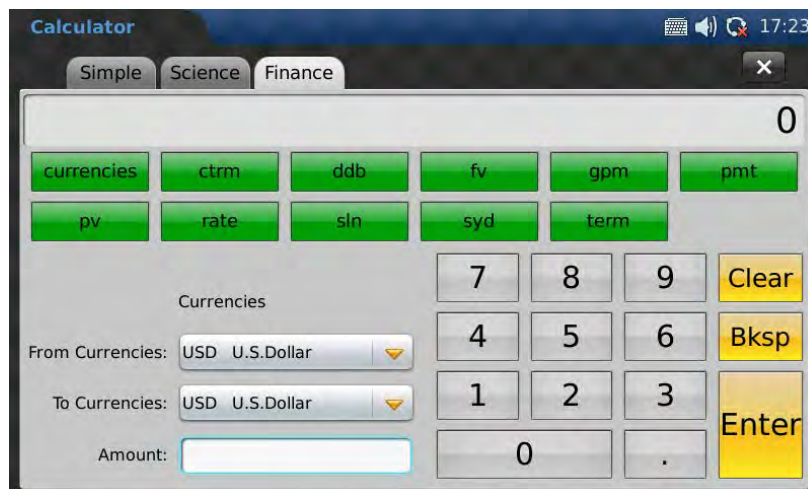 Calculator 17:23
Simple Science Finance
0
currencies ctrm ddb fv gpm pmt
pv rate sln syd term
7 8 9 Clear
Currencies
From Currencies: USD U.S.Dollar
4 5 6 Bksp
To Currencies: USD U.S.Dollar
1 2 3
Enter
Amount:
0 .